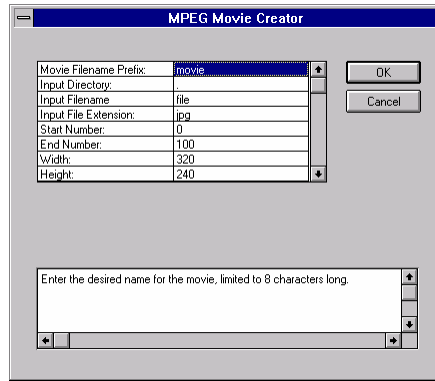 MPEG Movie Creator
Movie Filename Prefix: movie
Input Directory: .
Input Filename file
Input File Extension: jpg
Start Number: 0
End Number: 100
Width: 320
Height: 240
OK
Cancel
Enter the desired name for the movie, limited to 8 characters long.